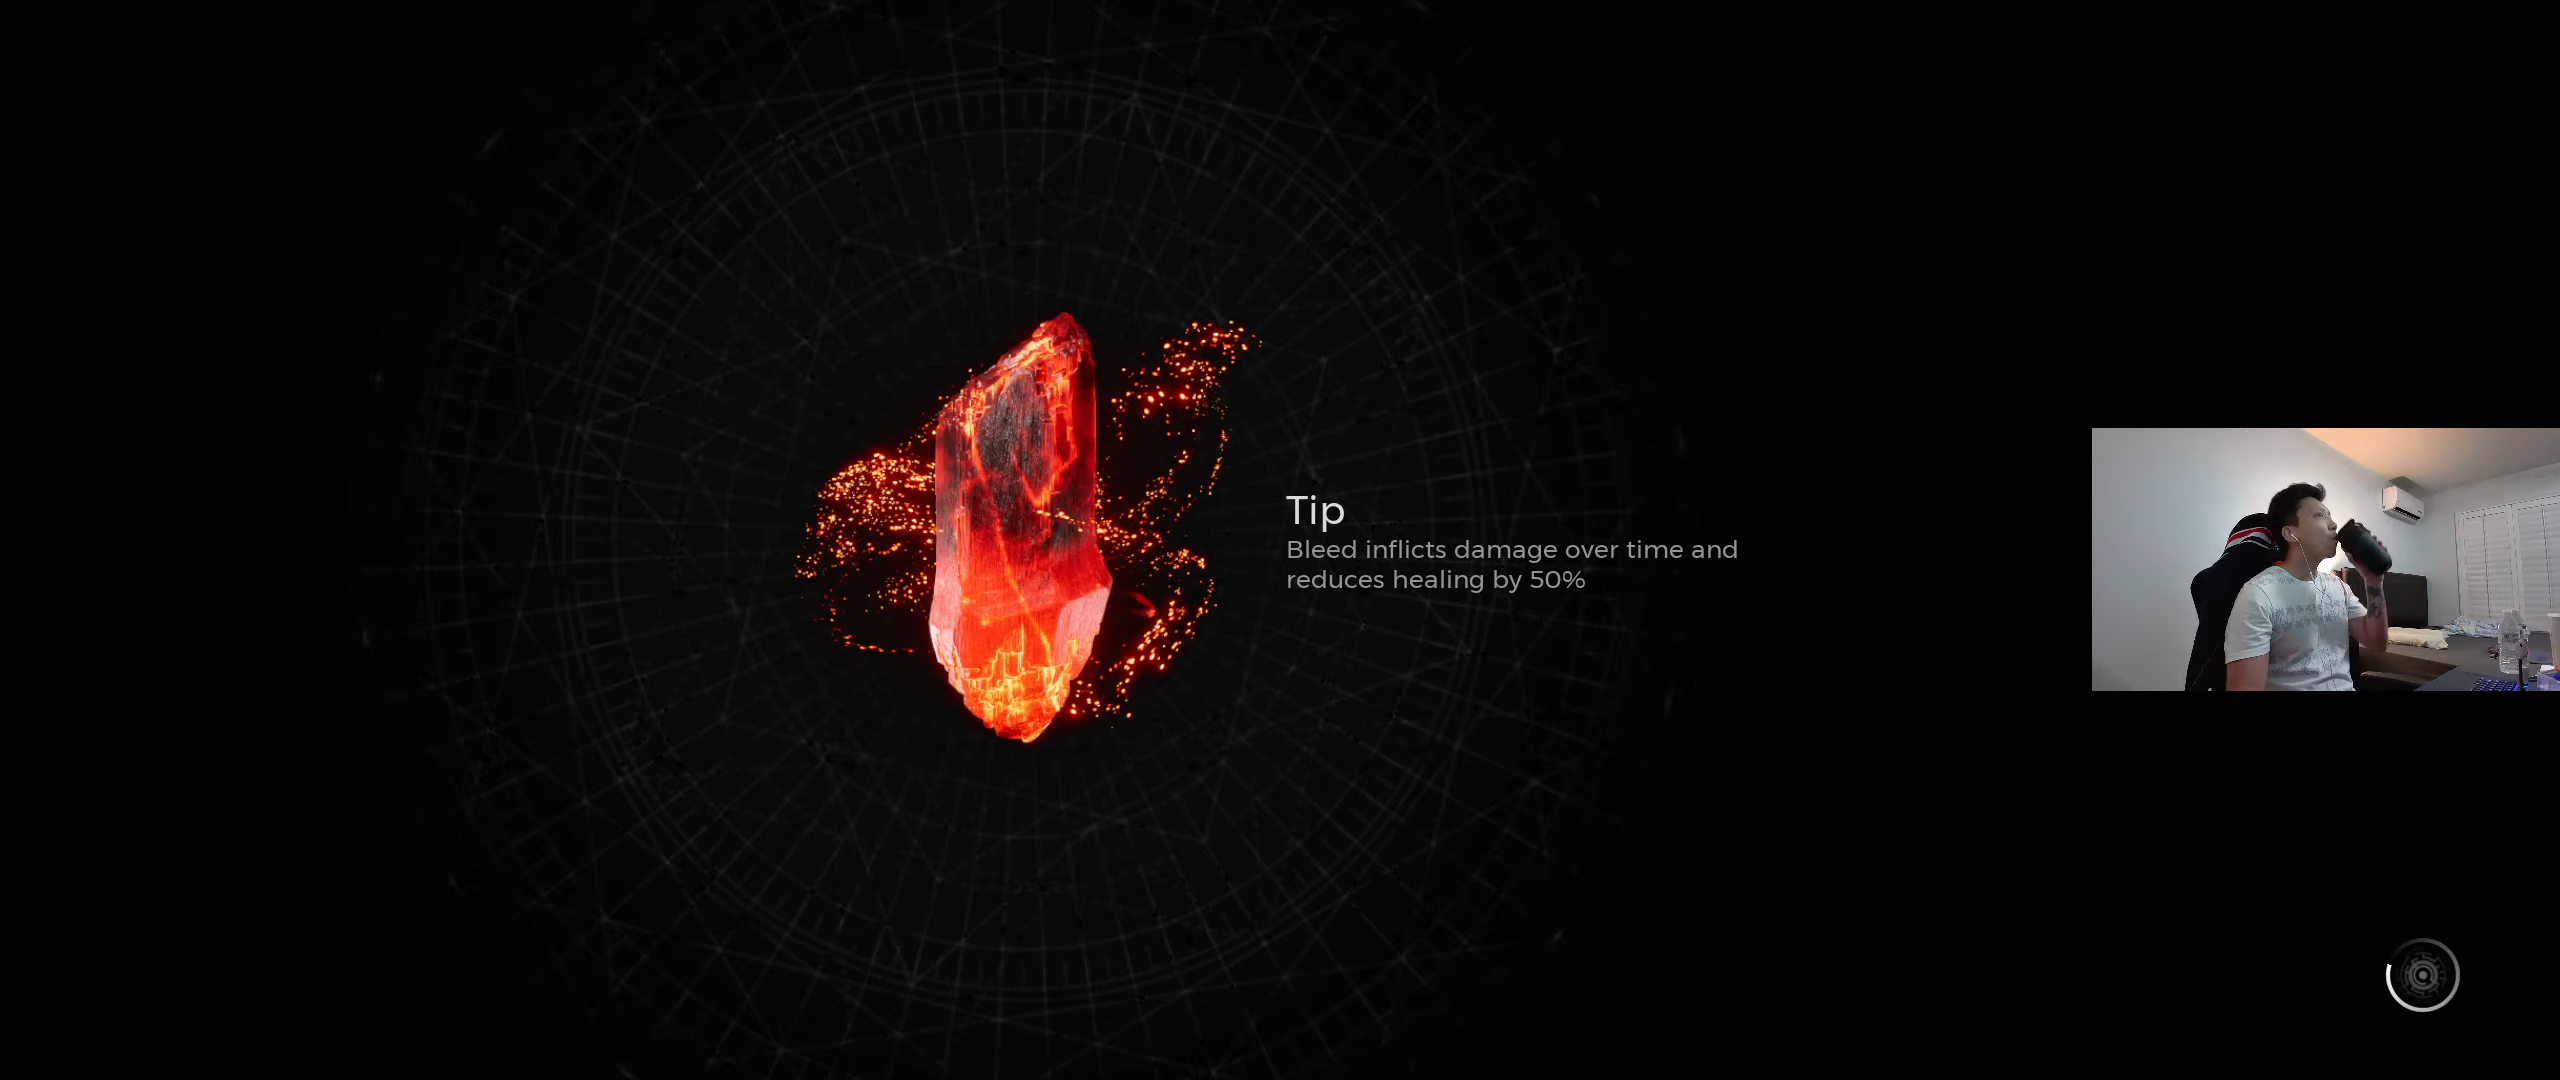 Tip
Bleed inflicts damage over time and
reduces healing by 50%